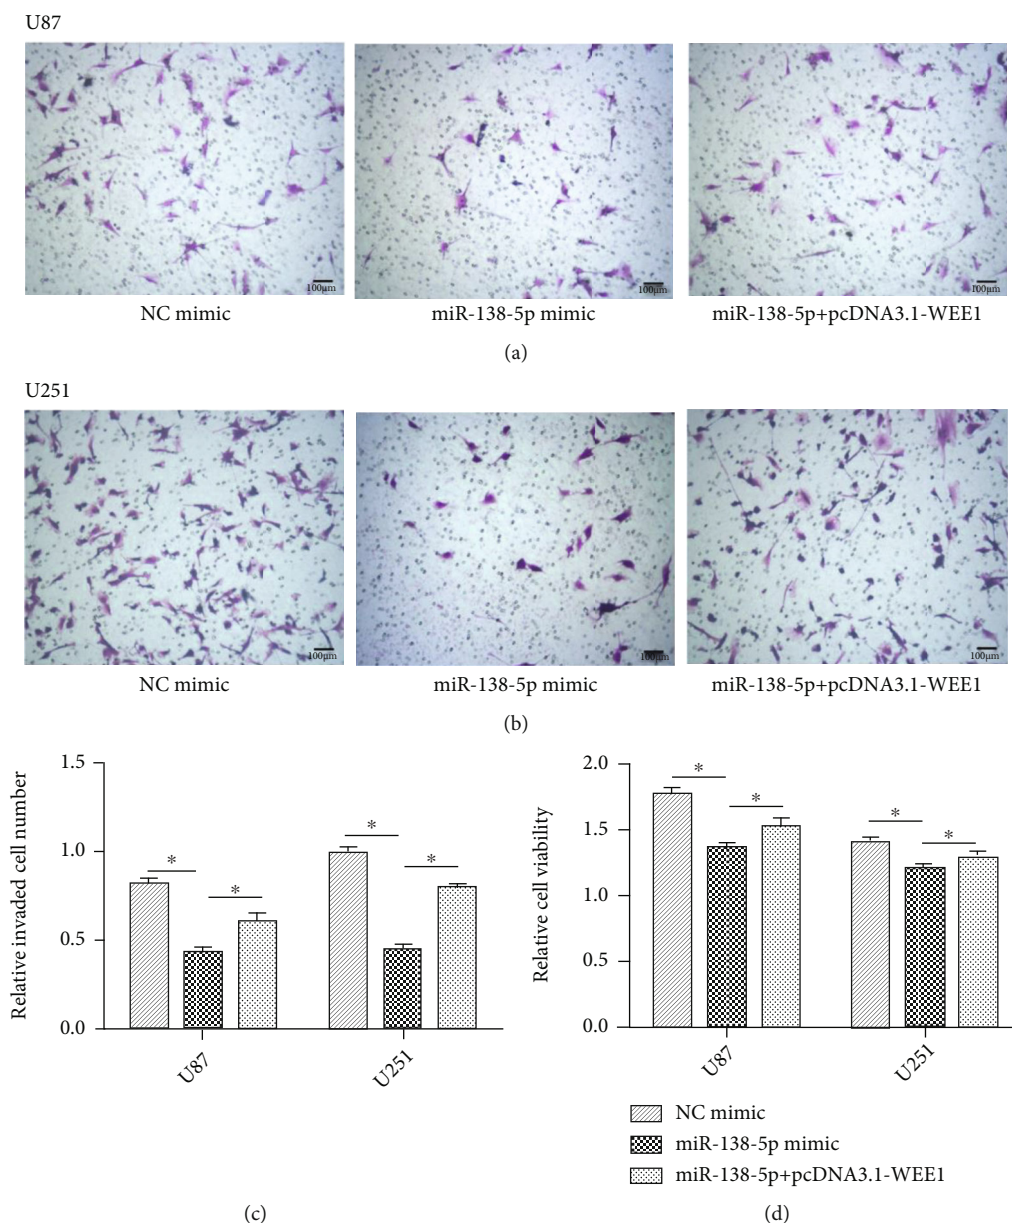 U87
100μm
100μm
100μm
NC mimic
miR-138-5p mimic
miR-138-5p+pcDNA3.1-WEE1
(a)
U251
100μm
100μm
100μm
NC mimic
miR-138-5p mimic
miR-138-5p+pcDNA3.1-WEE1
(b)
Relative invaded cell number
1.5
1.0
0.5
0.0
*
*
*
*
U87
U251
(c)
Relative cell viability
2.0
1.5
1.0
0.5
0.0
*
*
*
*
U87
U251
NC mimic
miR-138-5p mimic
miR-138-5p+pcDNA3.1-WEE1
(d)